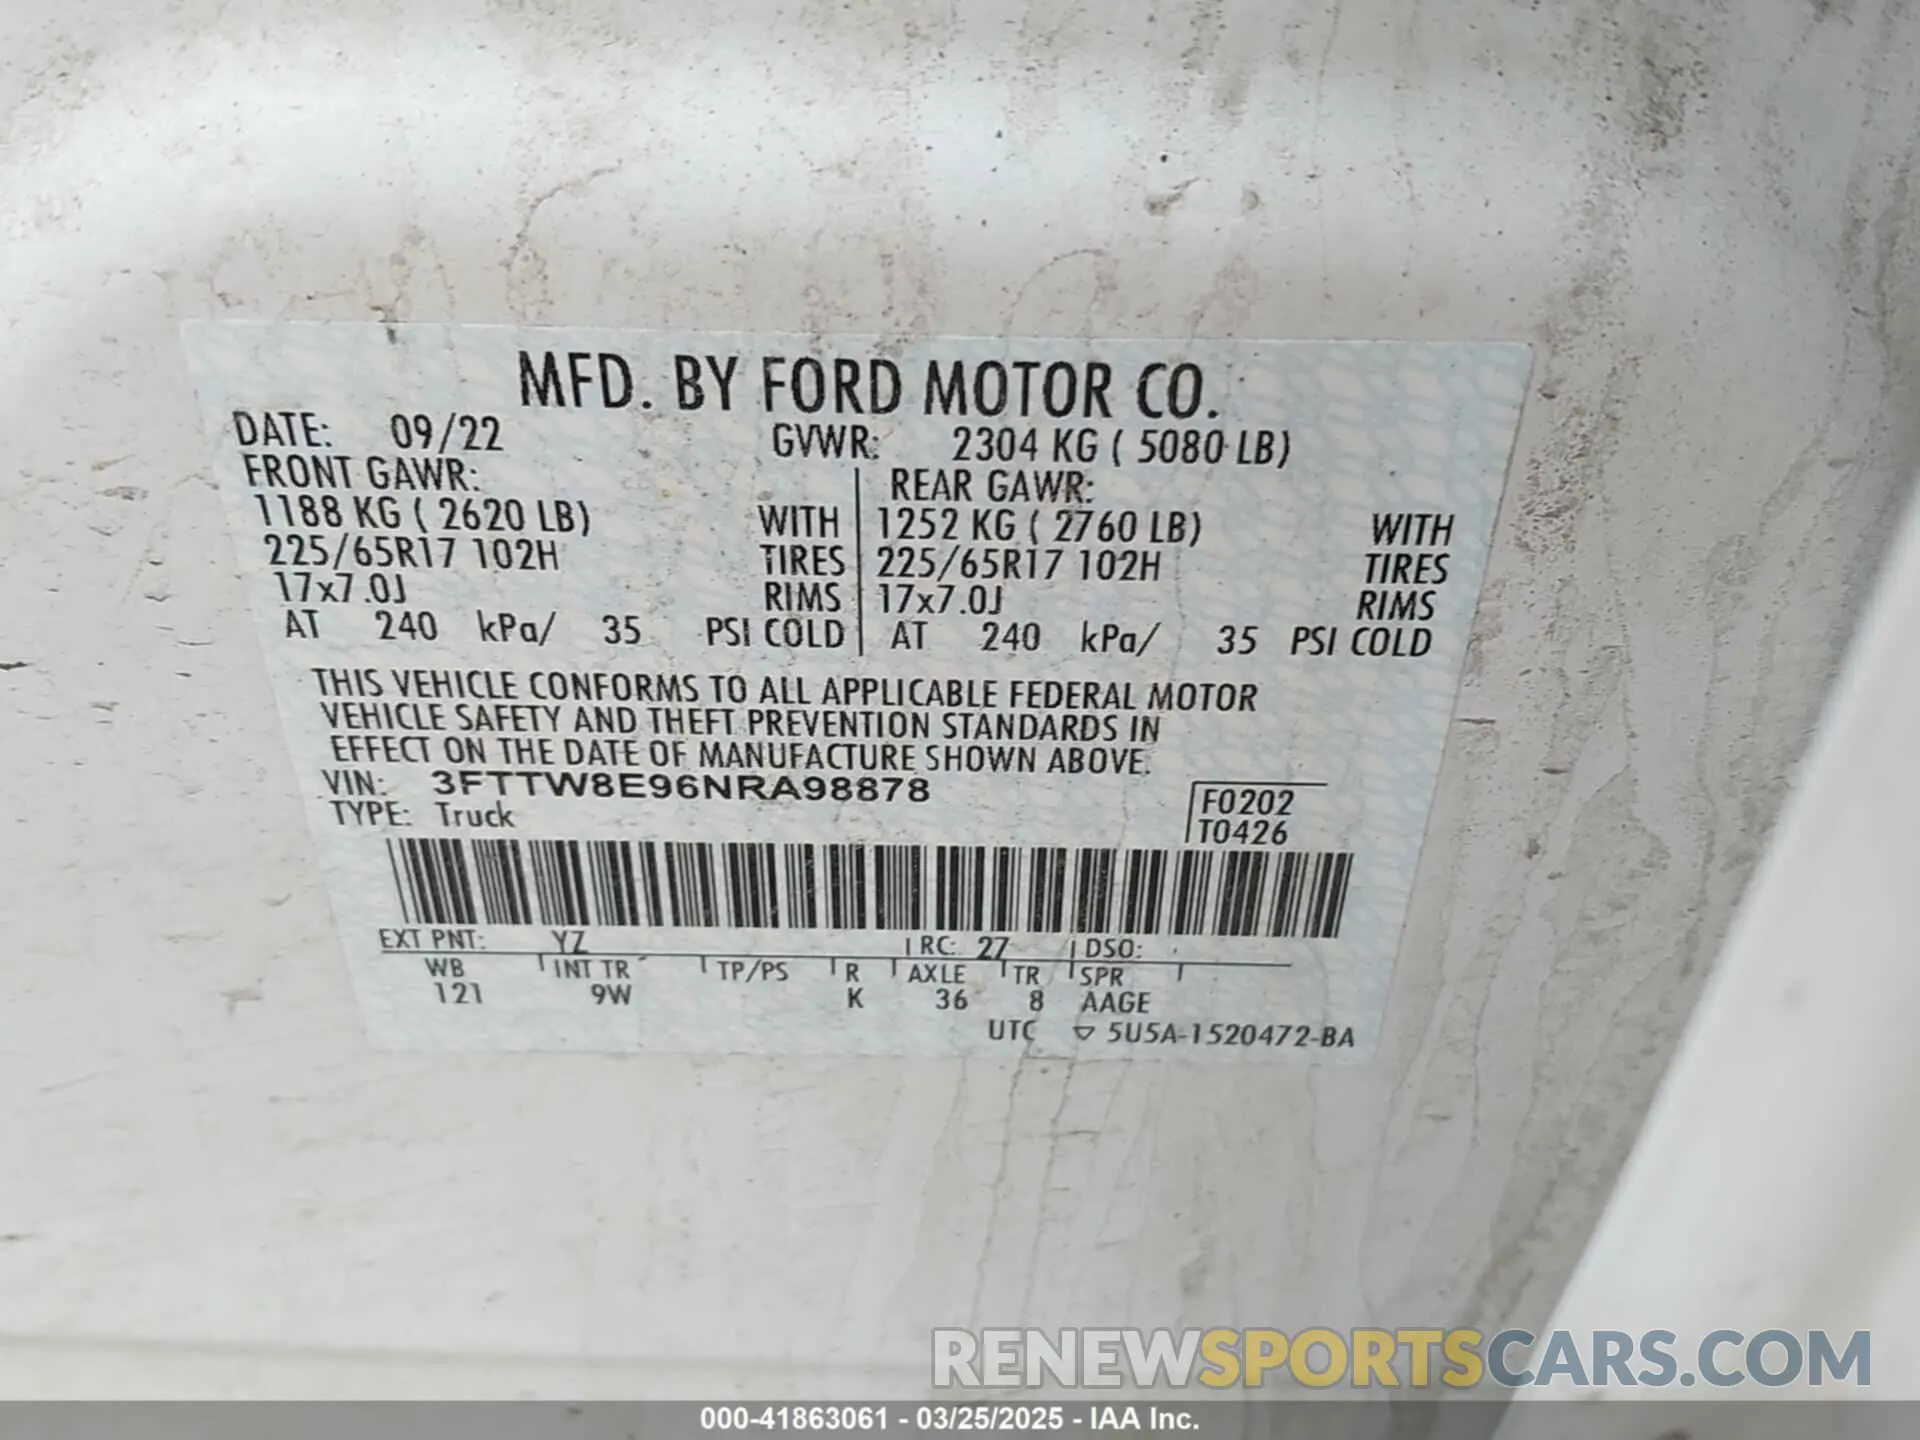 MFD. BY FORD MOTOR CO.
DATE: 09/22 GVWR: 2304 KG ( 5080 LB)
FRONT GAWR: REAR GAWR:
1188 KG ( 2620 LB) WITH 1252 KG ( 2760 LB) WITH
225/65R17 102H TIRES 225/65R17 102H TIRES
17x7.0J RIMS 17x7.0J RIMS
AT 240 kPa/ 35 PSI COLD AT 240 kPa/ 35 PSI COLD
THIS VEHICLE CONFORMS TO ALL APPLICABLE FEDERAL MOTOR
VEHICLE SAFETY AND THEFT PREVENTION STANDARDS IN
EFFECT ON THE DATE OF MANUFACTURE SHOWN ABOVE.
VIN: 3FTTW8E96NRA98878 F0202
TYPE: Truck T0426
EXT PNT: YZ RC: 27 DSO:
WB INT TR TP/PS R AXLE TR SPR
121 9W K 36 8 AAGE
UTC ▽ 5U5A-1520472-BA
RENEWSPORTSCARS.COM
000-41863061 - 03/25/2025 - IAA Inc.